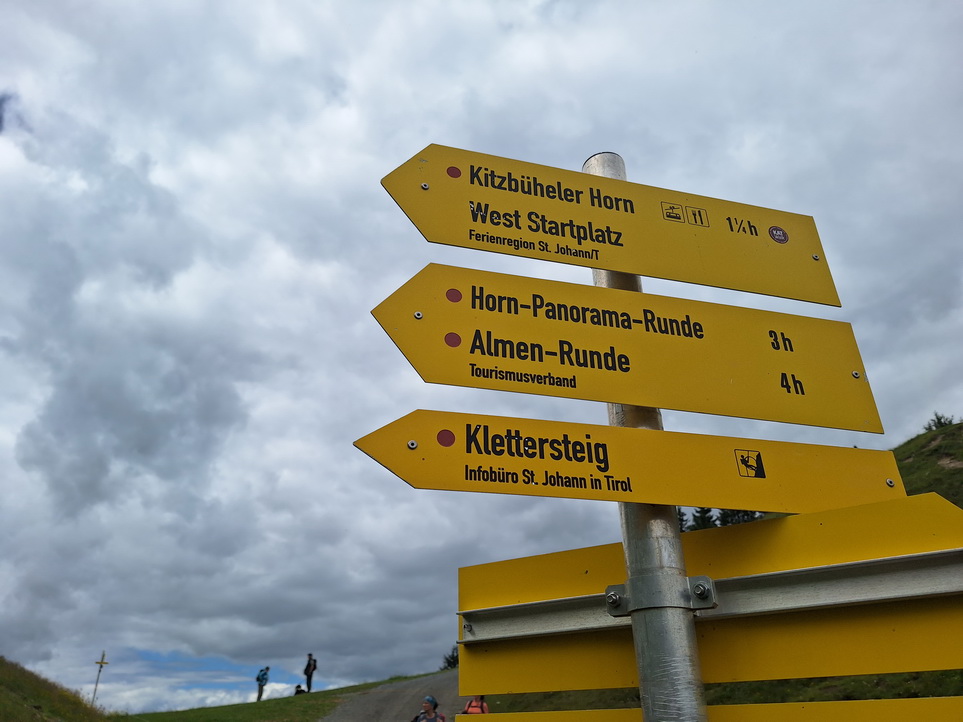 Kitzbüheler Horn
West Startplatz 1¼h
Ferienregion St. Johann/T
Horn-Panorama-Runde 3h
Almen-Runde 4h
Tourismusverband
Klettersteig
Infobüro St. Johann in Tirol